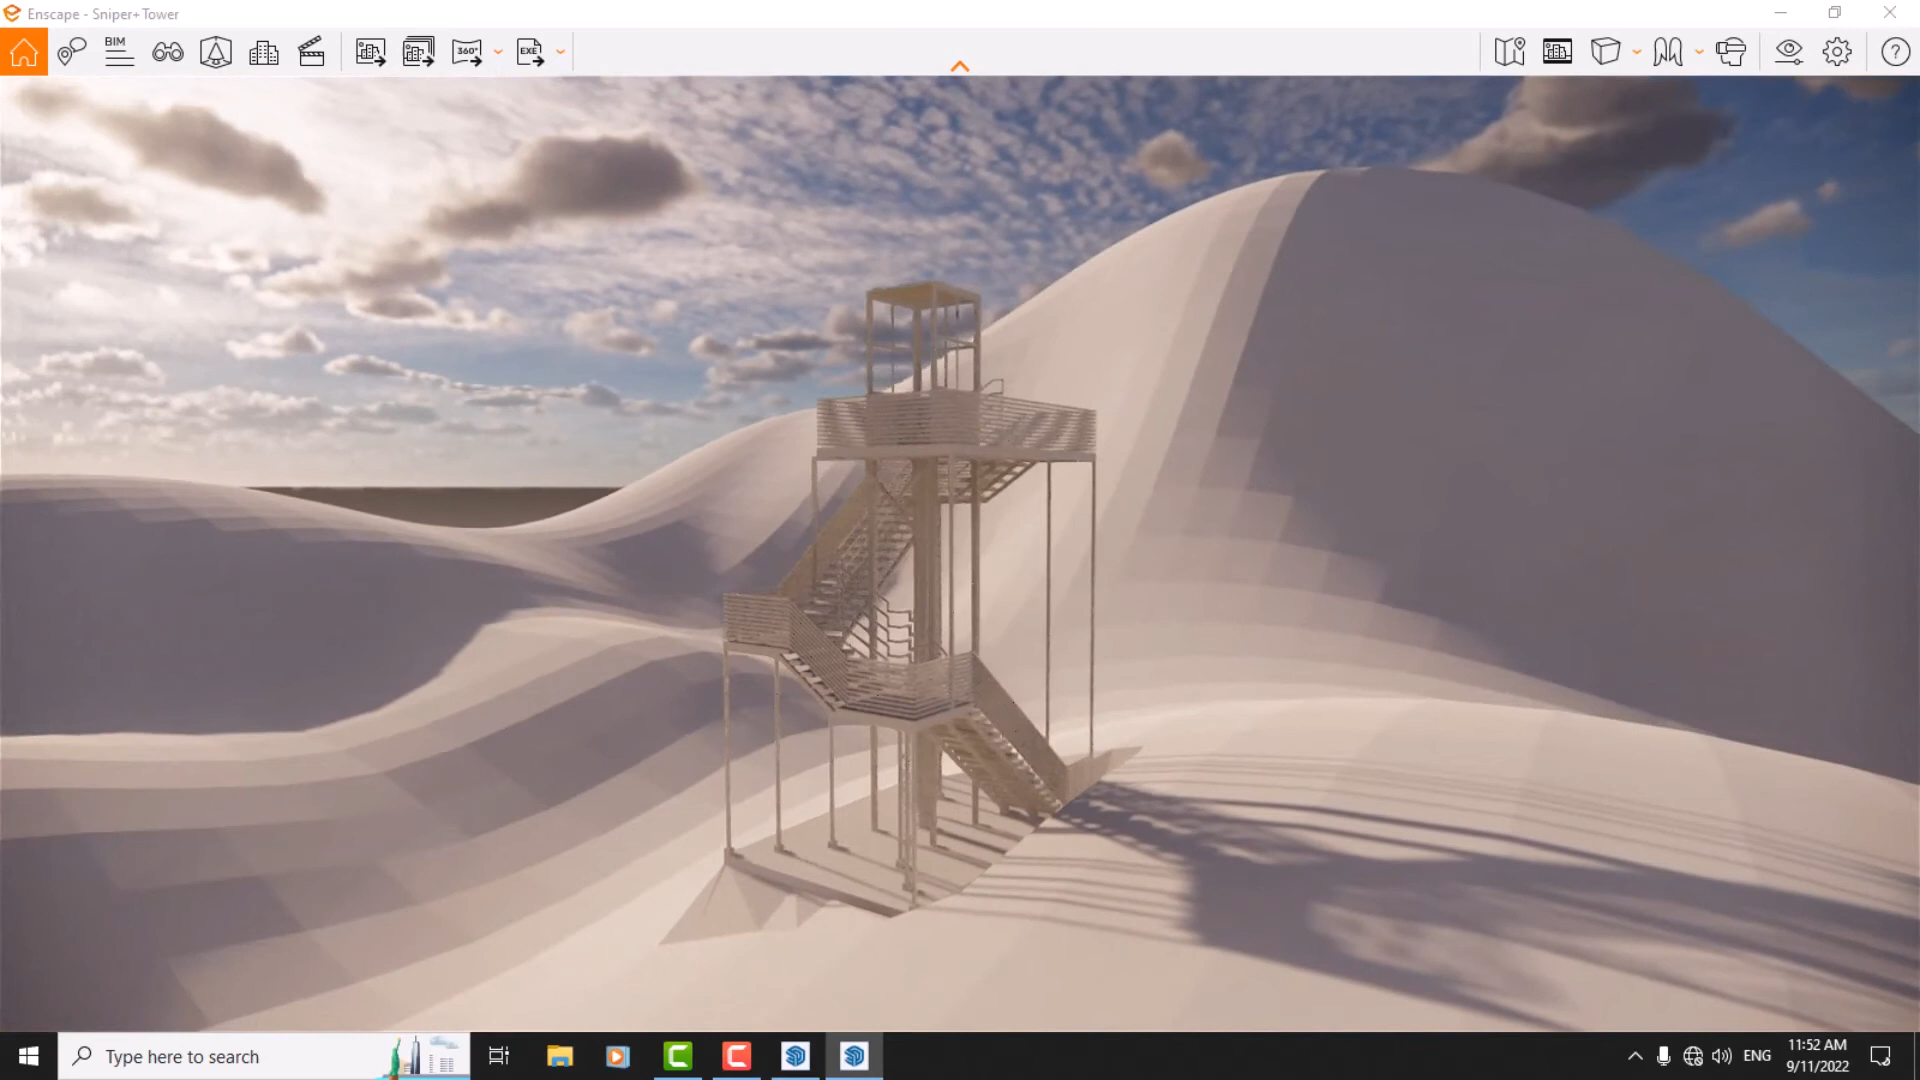 Enscape - Sniper+Tower
BIM
360°
EXE
Type here to search
ENG
11:52 AM
9/11/2022